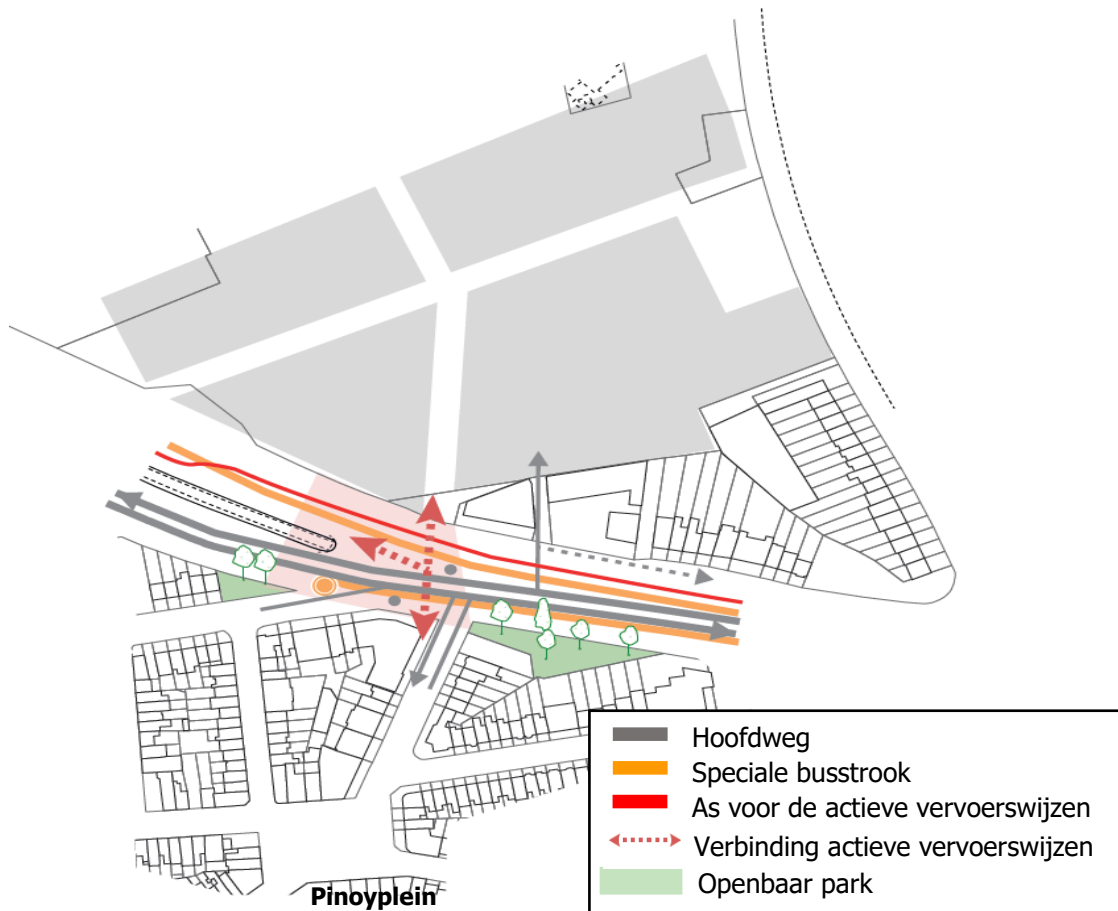 Hoofdweg
Speciale busstrook
As voor de actieve vervoerswijzen
Verbinding actieve vervoerswijzen
Openbaar park
Pinoyplein